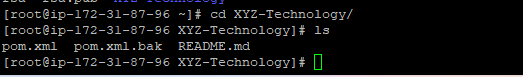 [root@ip-172-31-87-96 ~]# cd XYZ-Technology/
[root@ip-172-31-87-96 XYZ-Technology]# ls
pom.xml  pom.xml.bak  README.md
[root@ip-172-31-87-96 XYZ-Technology]#